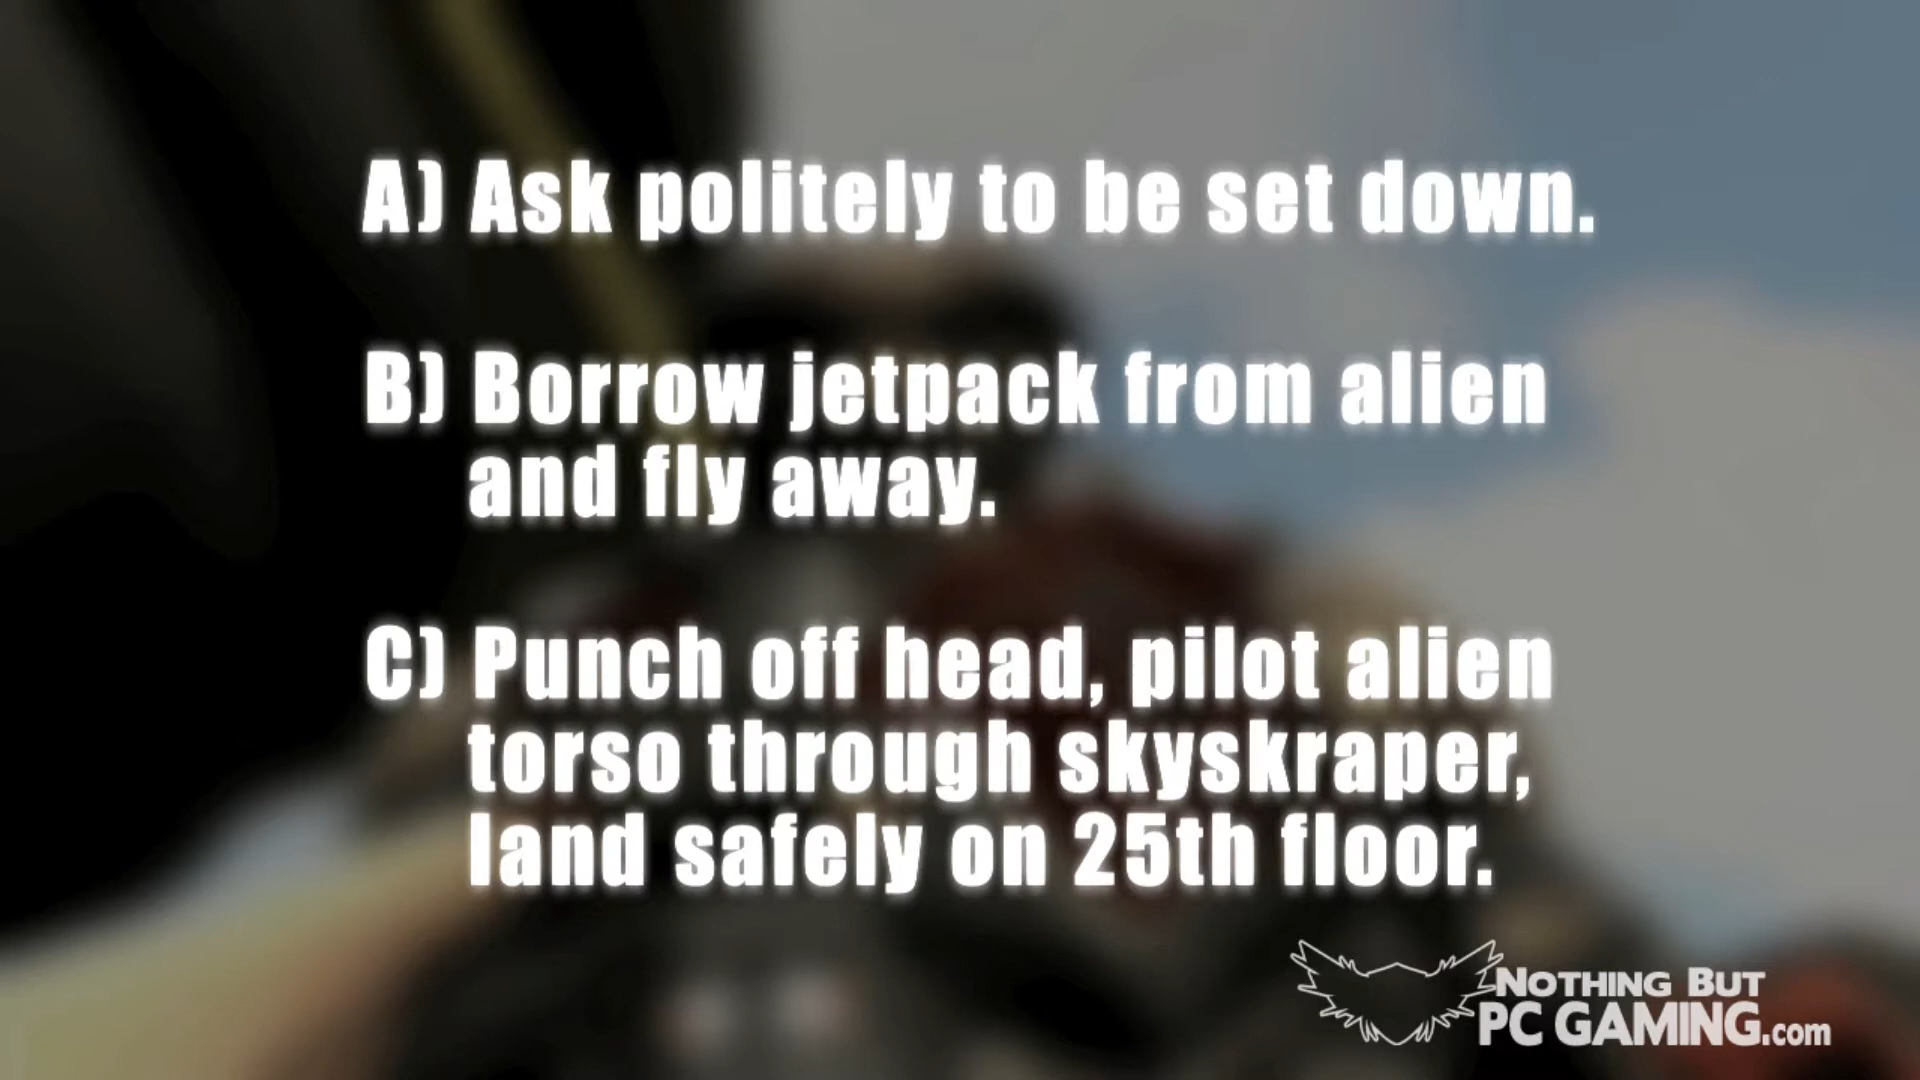 A) Ask politely to be set down.
B) Borrow jetpack from alien
and fly away.
C) Punch off head, pilot alien
torso through skyskraper,
land safely on 25th floor.
NOTHING BUT
PC GAMING.com